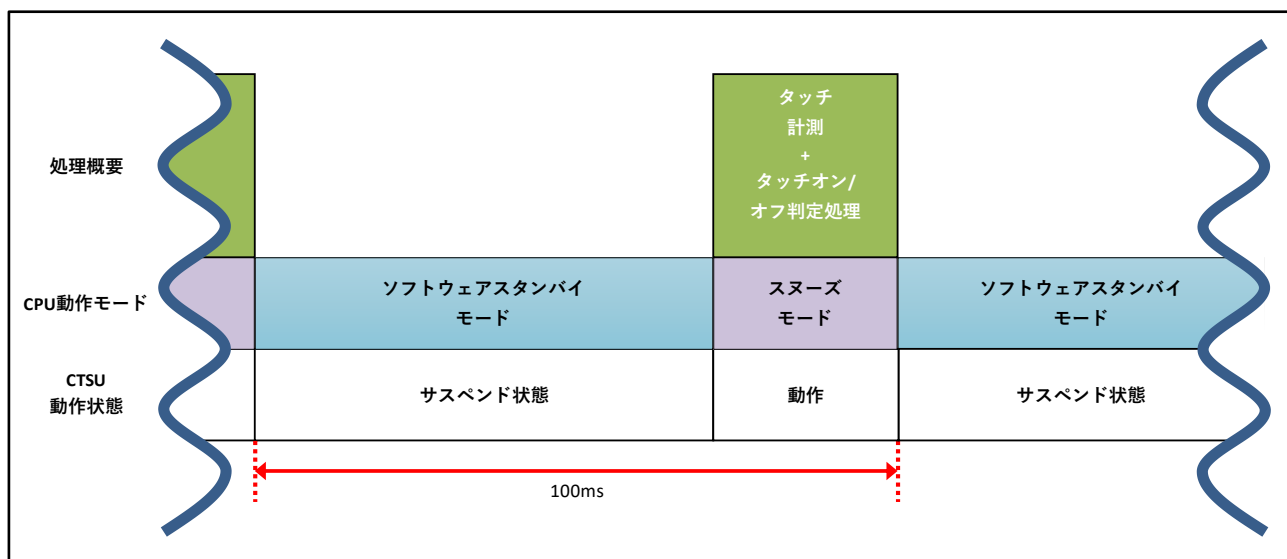 処理概要
タッチ
計測
+
タッチオン/
オフ判定処理
CPU動作モード
ソフトウェアスタンバイ
モード
スヌーズ
モード
ソフトウェアスタンバイ
モード
CTSU
動作状態
サスペンド状態
動作
サスペンド状態
100ms